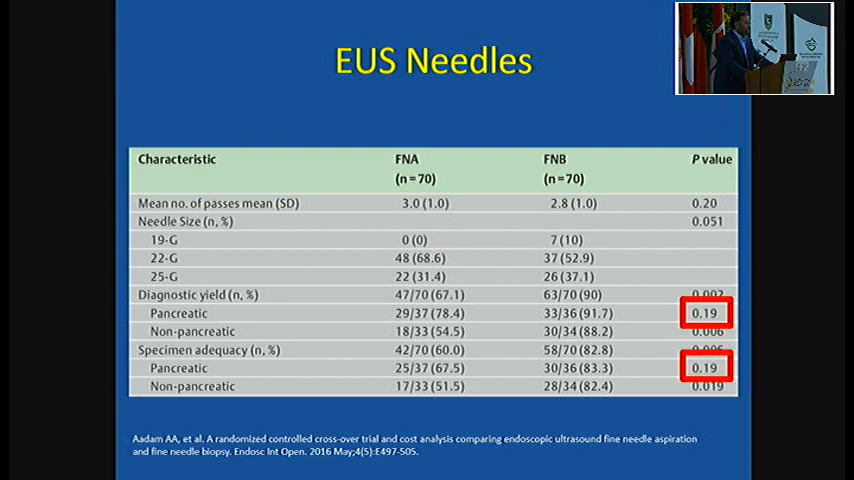 EUS Needles
Characteristic FNA FNB P value
(n=70) (n=70)
Mean no. of passes mean (SD) 3.0 (1.0) 2.8 (1.0) 0.20
Needle Size (n, %) 0.051
19-G 0 (0) 7 (10)
22-G 48 (68.6) 37 (52.9)
25-G 22 (31.4) 26 (37.1)
Diagnostic yield (n, %) 47/70 (67.1) 63/70 (90) 0.002
Pancreatic 29/37 (78.4) 33/36 (91.7) 0.19
Non-pancreatic 18/33 (54.5) 30/34 (88.2) 0.006
Specimen adequacy (n, %) 42/70 (60.0) 58/70 (82.8) 0.006
Pancreatic 25/37 (67.5) 30/36 (83.3) 0.19
Non-pancreatic 17/33 (51.5) 28/34 (82.4) 0.019
Aadam AA, et al. A randomized controlled cross-over trial and cost analysis comparing endoscopic ultrasound fine needle aspiration
and fine needle biopsy. Endosc Int Open. 2016 May;4(5):E497-505.